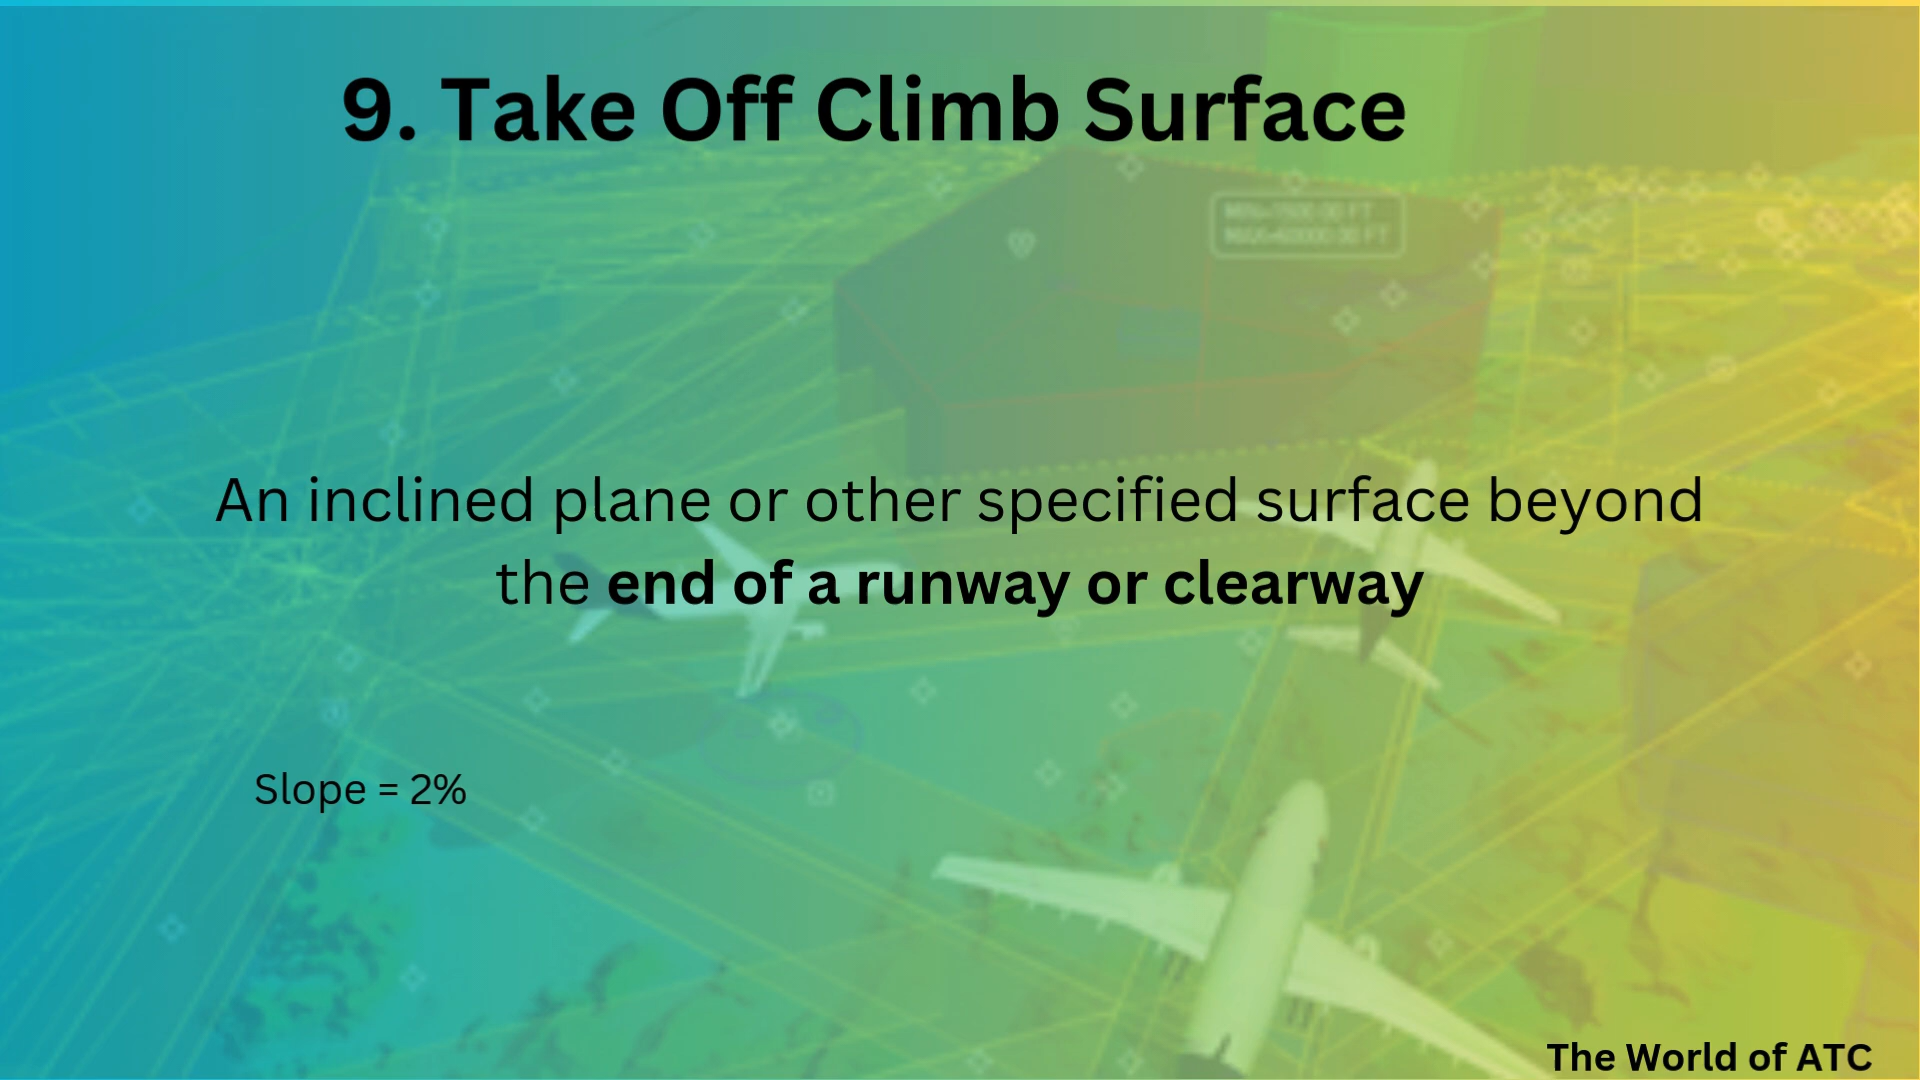 9. Take Off Climb Surface
An inclined plane or other specified surface beyond
the end of a runway or clearway
Slope = 2%
The World of ATC